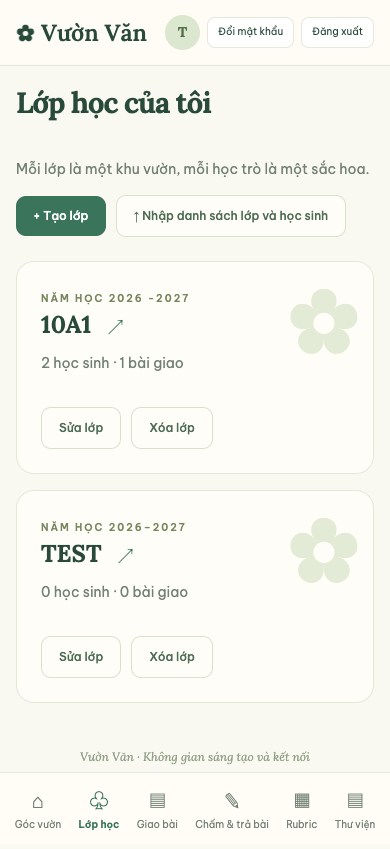 ✿ Vườn Văn T Đổi mật khẩu Đăng xuất
Lớp học của tôi
Mỗi lớp là một khu vườn, mỗi học trò là một sắc hoa.
+ Tạo lớp ↑ Nhập danh sách lớp và học sinh
NĂM HỌC 2026 -2027
10A1 ↗
2 học sinh · 1 bài giao
Sửa lớp Xóa lớp
NĂM HỌC 2026–2027
TEST ↗
0 học sinh · 0 bài giao
Sửa lớp Xóa lớp
Vườn Văn · Không gian sáng tạo và kết nối
Góc vườn Lớp học Giao bài Chấm & trả bài Rubric Thư viện